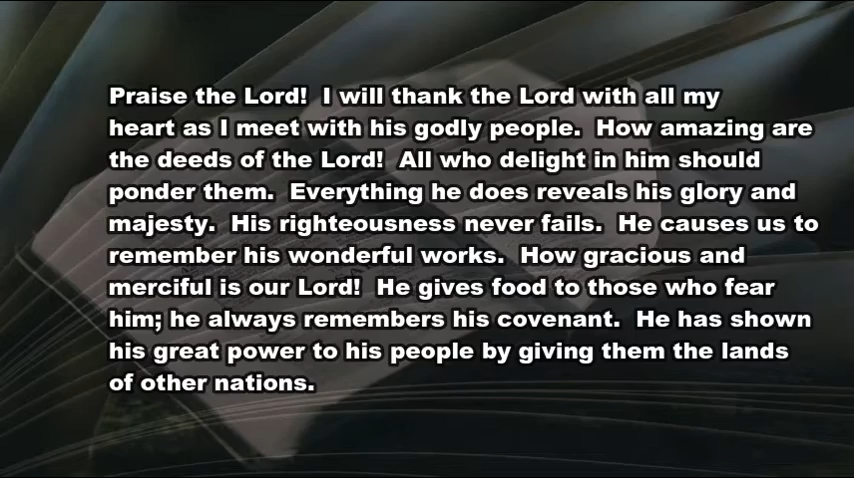 Praise the Lord!  I will thank the Lord with all my
heart as I meet with his godly people.  How amazing are
the deeds of the Lord!  All who delight in him should
ponder them.  Everything he does reveals his glory and
majesty.  His righteousness never fails.  He causes us to
remember his wonderful works.  How gracious and
merciful is our Lord!  He gives food to those who fear
him; he always remembers his covenant.  He has shown
his great power to his people by giving them the lands
of other nations.